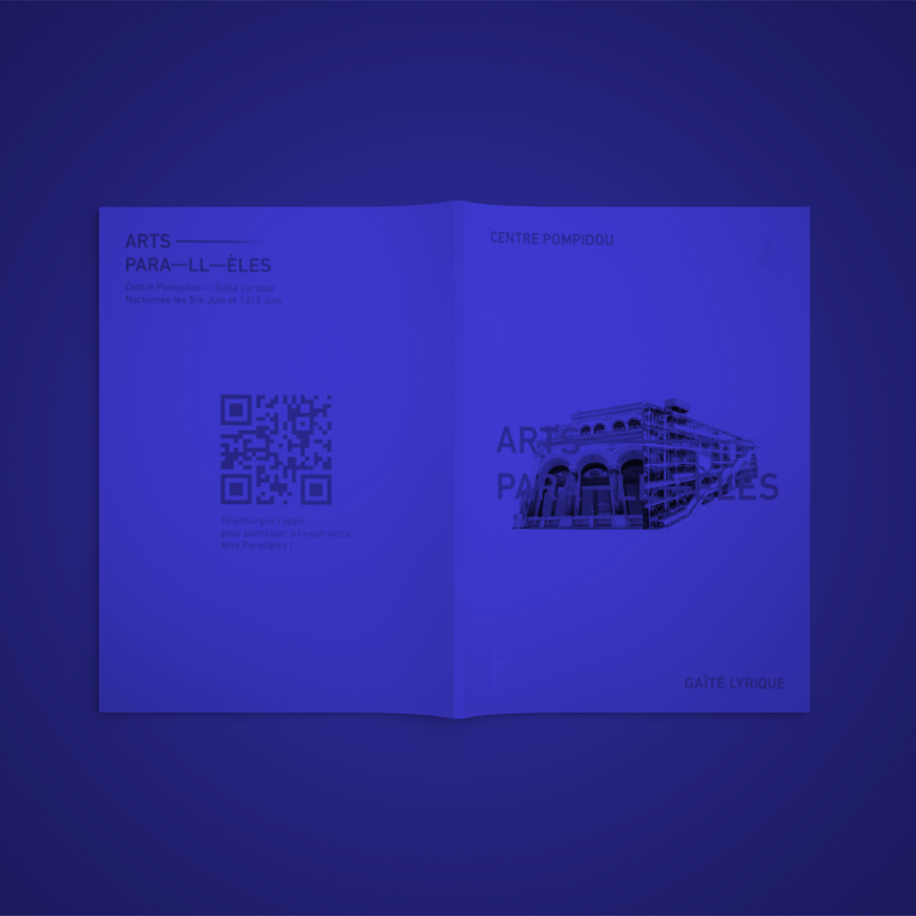 ARTS
PARA—LL—ÈLES
Centre Pompidou — Gaîté Lyrique
Nocturnes les 5/6 Juin et 12/3 Juin
Téléchargez l'appli
pour participer à l'expérience
Arts Parallèles !
CENTRE POMPIDOU
A
ARTS
PARA LL ÈLES
P
GAÎTÉ LYRIQUE